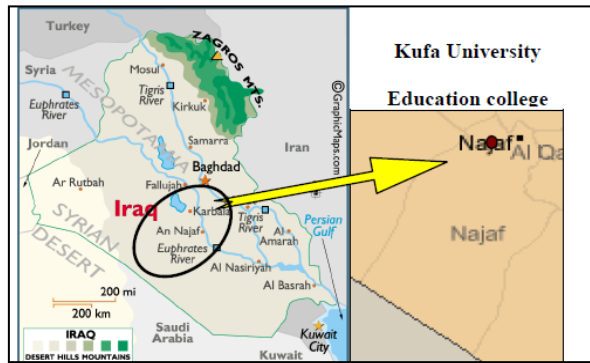 Turkey
ZAGROS MTS.
Mosul
Tigris
River
Syria
MESOPOTAMIA
Kirkuk
Euphrates
River
©GraphicMaps.com
Samarra
Iran
Jordan
Baghdad
Fallujah
Ar Rutbah
Iraq
Karbala
Tigris
River
Persian
Gulf
An Najaf
Al
Amarah
SYRIAN
DESERT
Euphrates
River
Al Nasiriyah
Al Basrah
200 mi
200 km
Saudi
Arabia
Kuwait
City
Kuwait
IRAQ
DESERT HILLS MOUNTAINS
Kufa University
Education college
Najaf
Al Qa
Najaf